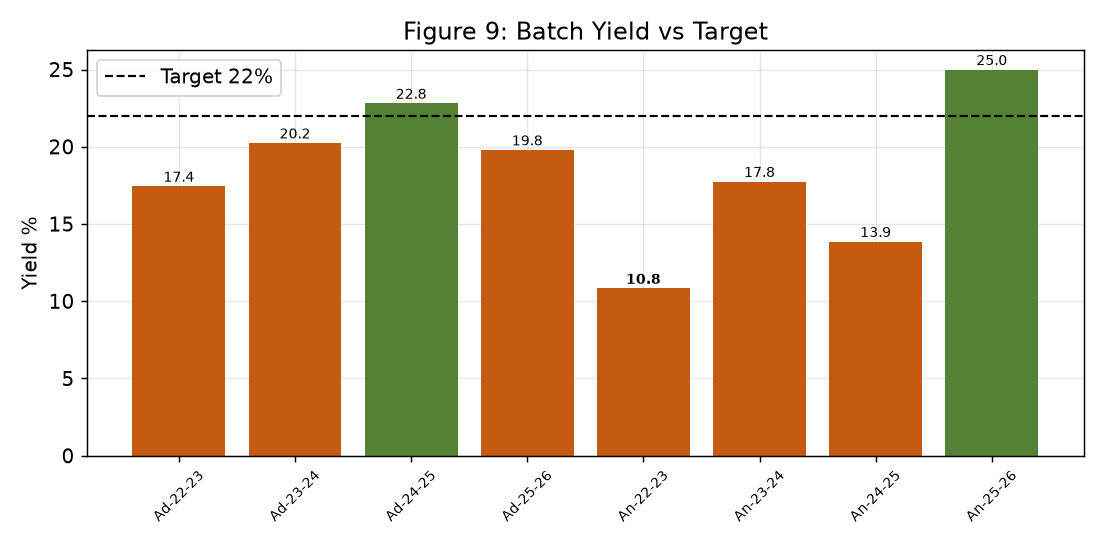 Figure 9: Batch Yield vs Target
Target 22%
Yield %
25
20
15
10
5
0
17.4
20.2
22.8
19.8
10.8
17.8
13.9
25.0
Ad-22-23
Ad-23-24
Ad-24-25
Ad-25-26
An-22-23
An-23-24
An-24-25
An-25-26